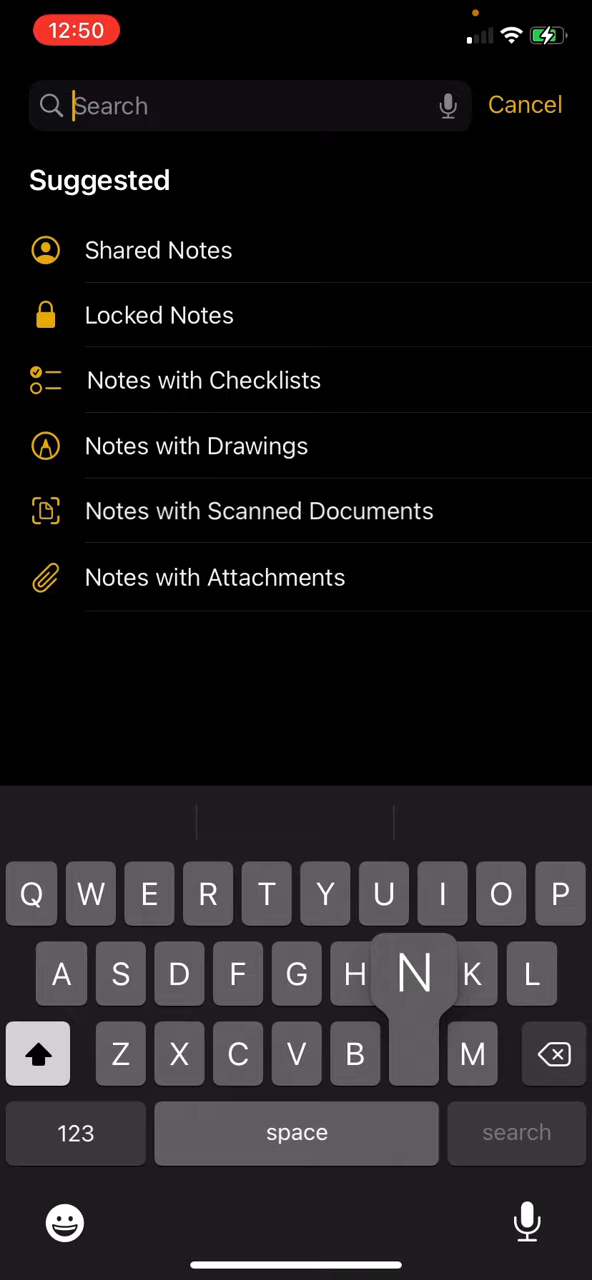 12:50
Search
Cancel
Suggested
Shared Notes
Locked Notes
Notes with Checklists
Notes with Drawings
Notes with Scanned Documents
Notes with Attachments
Q W E R T Y U I O P
A S D F G H K L
Z X C V B N M
123 space search